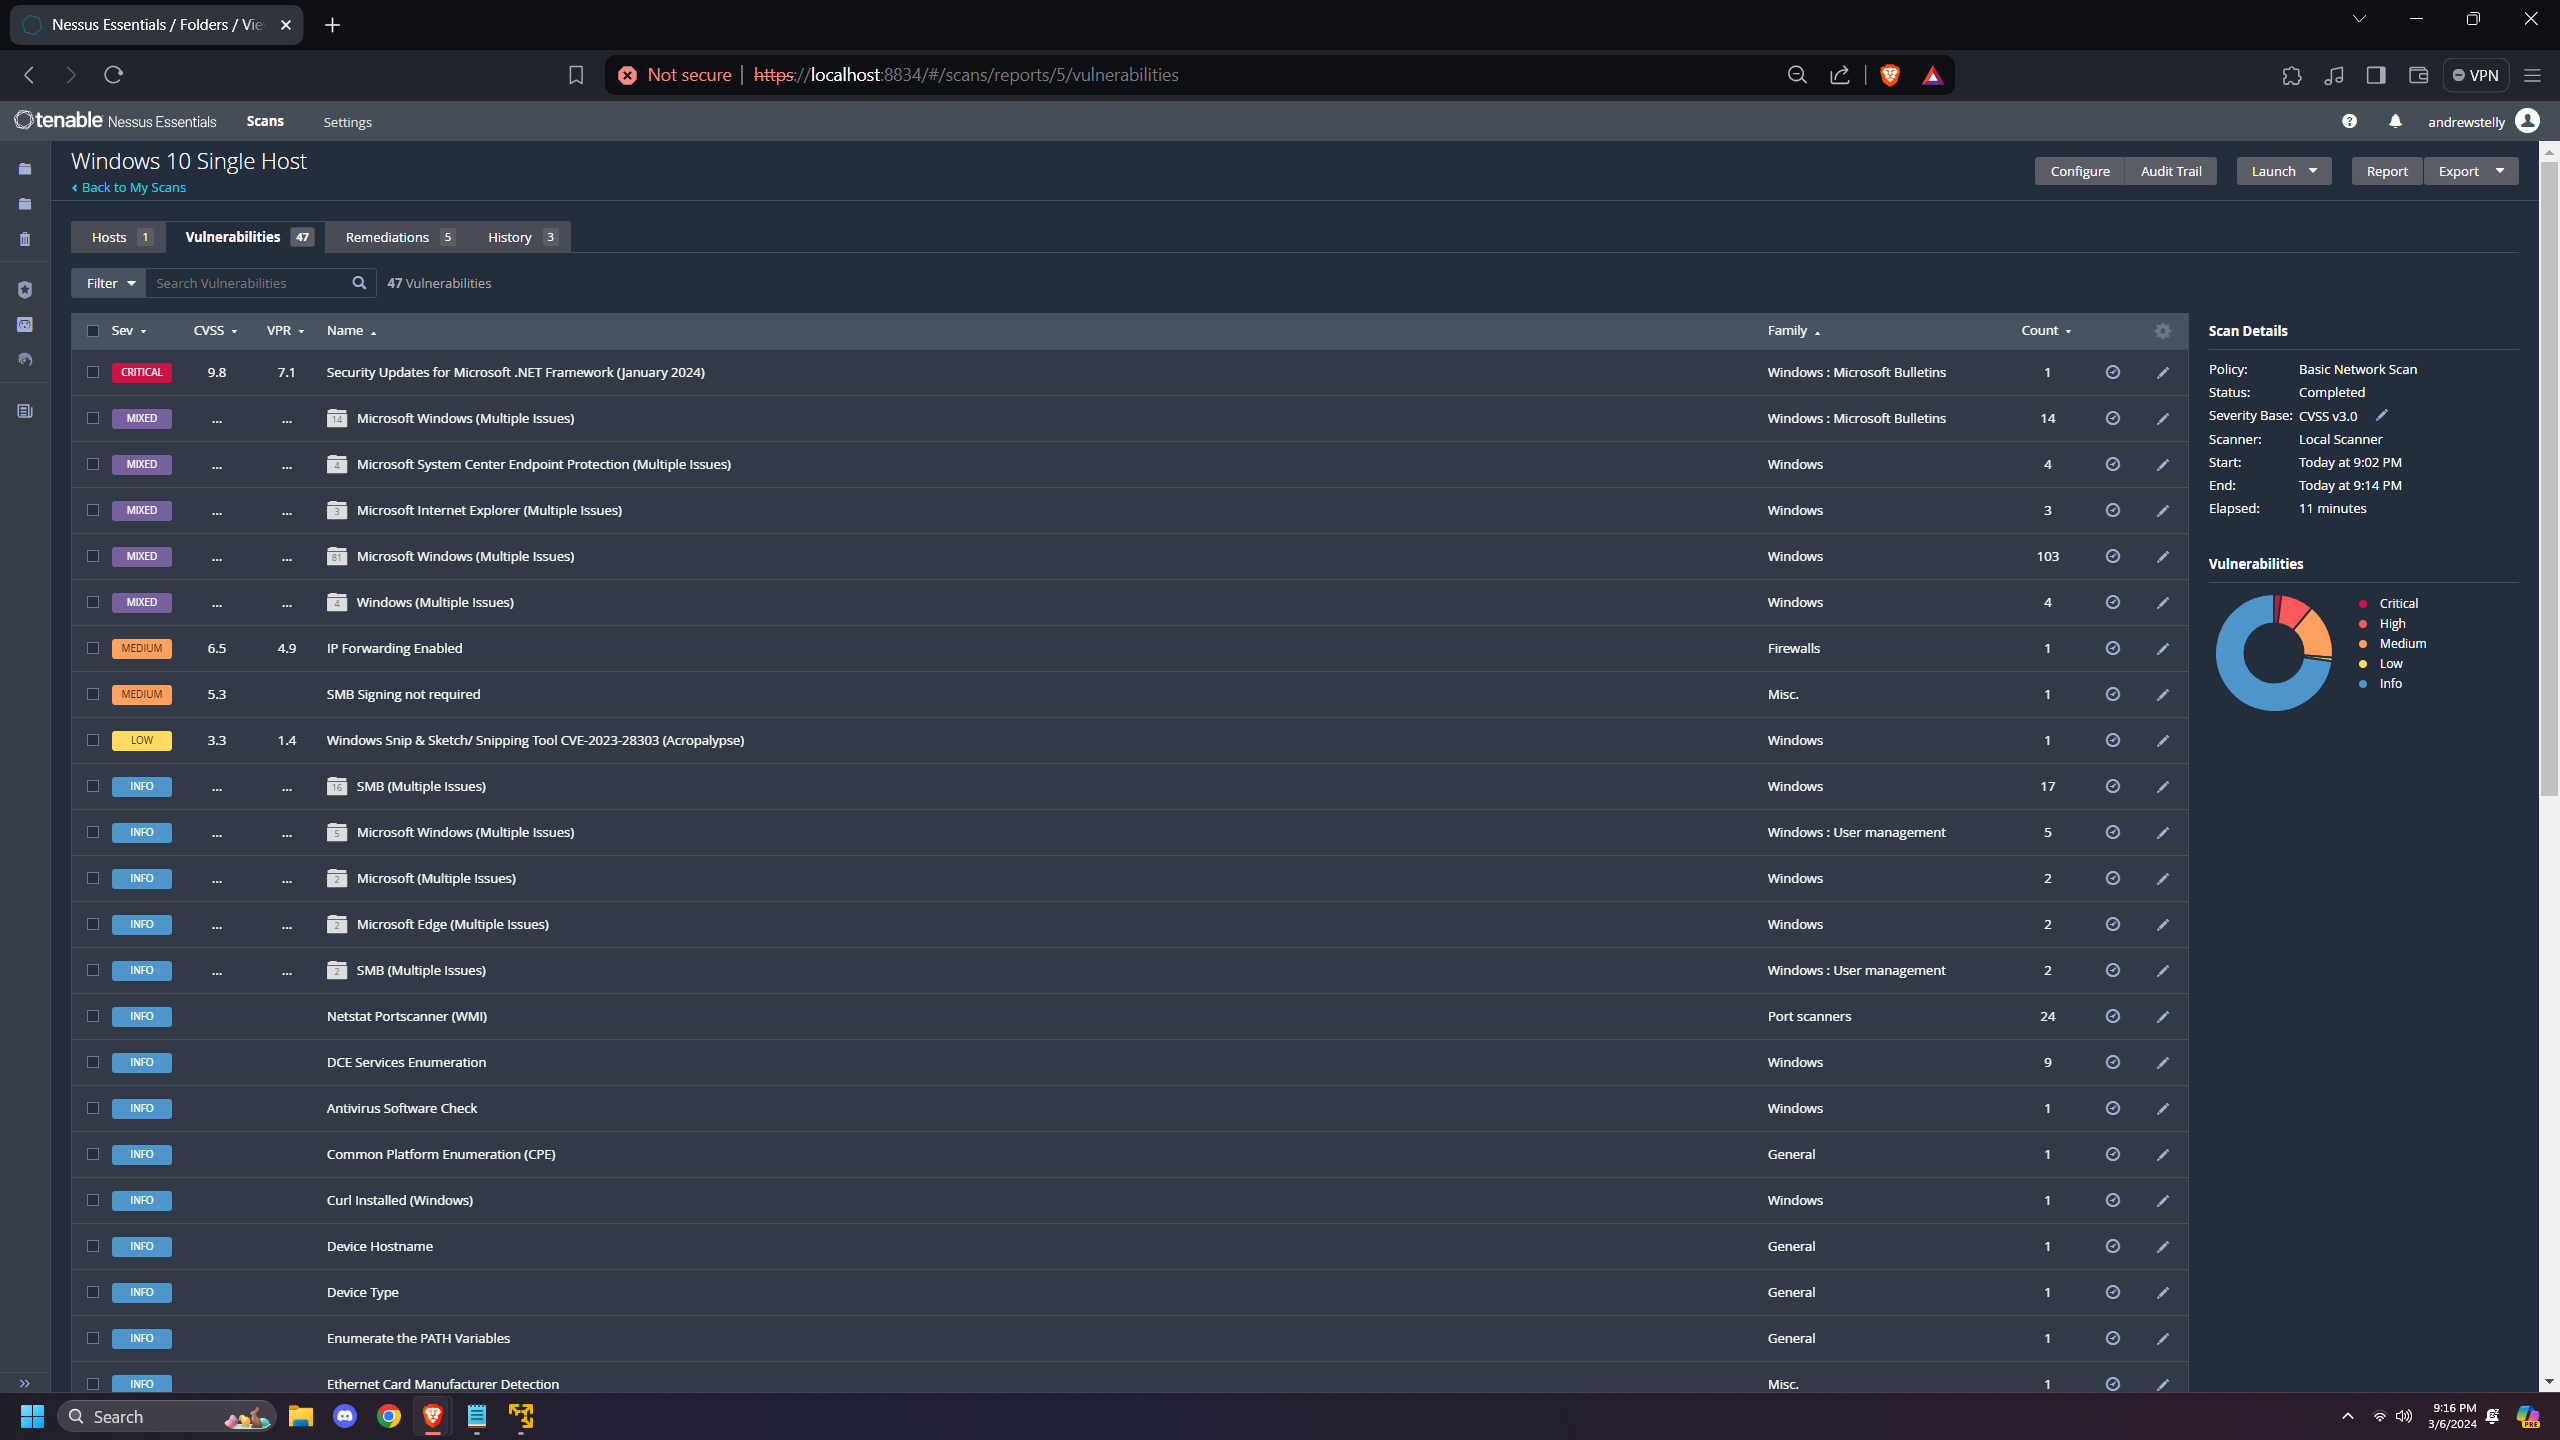 Nessus Essentials / Folders / Vie
Not secure | https://localhost:8834/#/scans/reports/5/vulnerabilities
VPN
tenable Nessus Essentials Scans Settings
andrewstelly
Windows 10 Single Host
Back to My Scans
Configure Audit Trail Launch Report Export
Hosts 1 Vulnerabilities 47 Remediations 5 History 3
Filter Search Vulnerabilities 47 Vulnerabilities
Sev CVSS VPR Name Family Count
CRITICAL 9.8 7.1 Security Updates for Microsoft .NET Framework (January 2024) Windows : Microsoft Bulletins 1
MIXED ... ... 14 Microsoft Windows (Multiple Issues) Windows : Microsoft Bulletins 14
MIXED ... ... 4 Microsoft System Center Endpoint Protection (Multiple Issues) Windows 4
MIXED ... ... 3 Microsoft Internet Explorer (Multiple Issues) Windows 3
MIXED ... ... 81 Microsoft Windows (Multiple Issues) Windows 103
MIXED ... ... 4 Windows (Multiple Issues) Windows 4
MEDIUM 6.5 4.9 IP Forwarding Enabled Firewalls 1
MEDIUM 5.3 SMB Signing not required Misc. 1
LOW 3.3 1.4 Windows Snip & Sketch/ Snipping Tool CVE-2023-28303 (Acropalypse) Windows 1
INFO ... ... 16 SMB (Multiple Issues) Windows 17
INFO ... ... 5 Microsoft Windows (Multiple Issues) Windows : User management 5
INFO ... ... 2 Microsoft (Multiple Issues) Windows 2
INFO ... ... 2 Microsoft Edge (Multiple Issues) Windows 2
INFO ... ... 2 SMB (Multiple Issues) Windows : User management 2
INFO Netstat Portscanner (WMI) Port scanners 24
INFO DCE Services Enumeration Windows 9
INFO Antivirus Software Check Windows 1
INFO Common Platform Enumeration (CPE) General 1
INFO Curl Installed (Windows) Windows 1
INFO Device Hostname General 1
INFO Device Type General 1
INFO Enumerate the PATH Variables General 1
INFO Ethernet Card Manufacturer Detection Misc. 1
Scan Details
Policy: Basic Network Scan
Status: Completed
Severity Base: CVSS v3.0
Scanner: Local Scanner
Start: Today at 9:02 PM
End: Today at 9:14 PM
Elapsed: 11 minutes
Vulnerabilities
Critical
High
Medium
Low
Info
Search
9:16 PM
3/6/2024
PRE